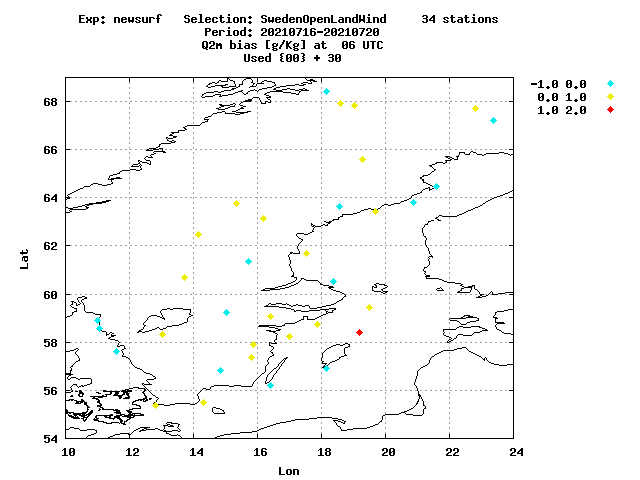 Exp: newsurf   Selection: SwedenOpenLandWind     34 stations
Period: 20210716-20210720
Q2m bias [g/Kg] at  06 UTC
Used {00} + 30
-1.0 0.0
0.0 1.0
1.0 2.0
68
66
64
62
60
58
56
54
Lat
10 12 14 16 18 20 22 24
Lon